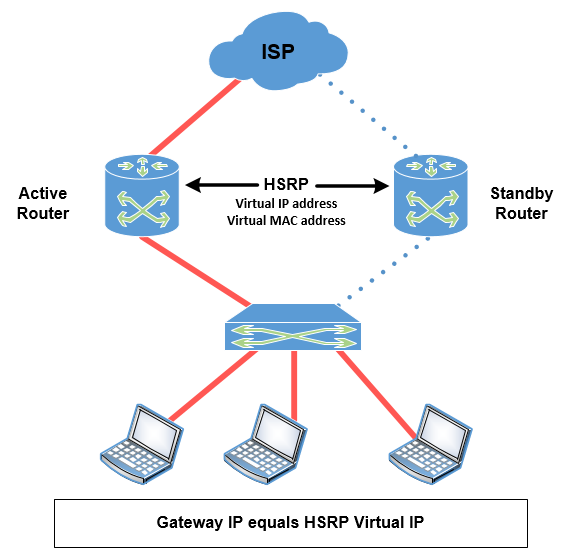 ISP
Active
Router
HSRP
Virtual IP address
Virtual MAC address
Standby
Router
Gateway IP equals HSRP Virtual IP